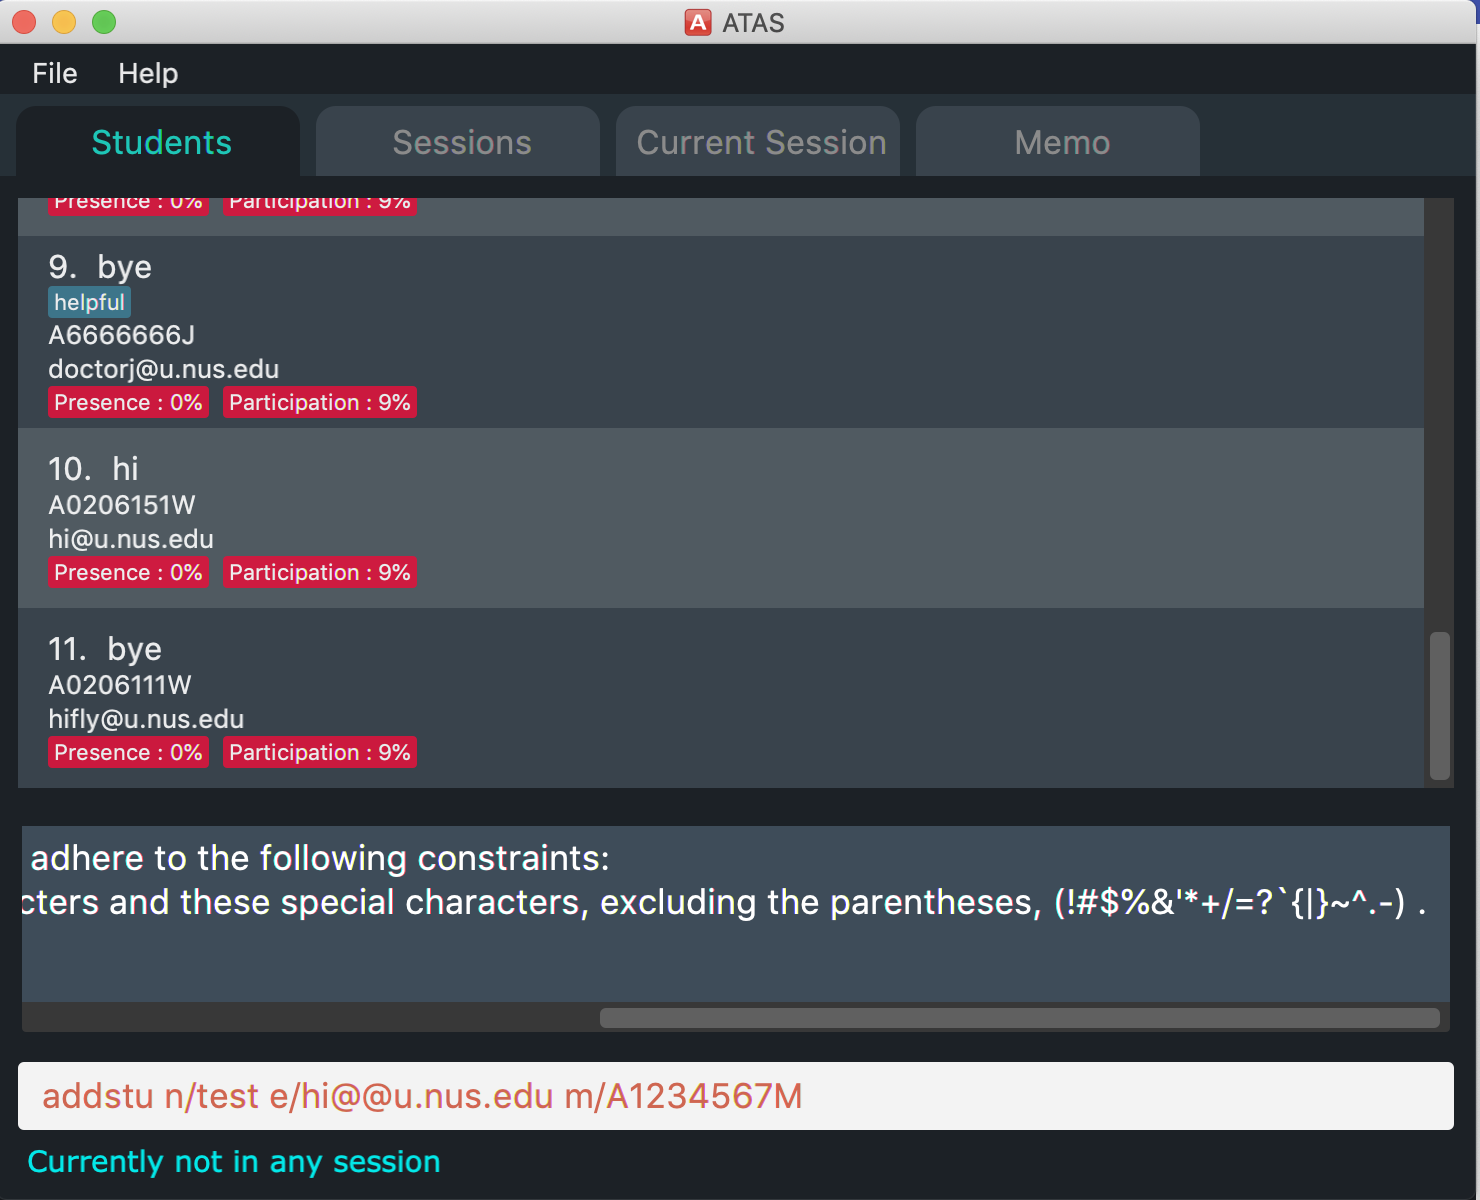 A ATAS
File Help
Students Sessions Current Session Memo
Presence : 0% Participation : 9%
9. bye
helpful
A6666666J
doctorj@u.nus.edu
Presence : 0% Participation : 9%
10. hi
A0206151W
hi@u.nus.edu
Presence : 0% Participation : 9%
11. bye
A0206111W
hifly@u.nus.edu
Presence : 0% Participation : 9%
adhere to the following constraints:
cters and these special characters, excluding the parentheses, (!#$%&'*+/=?`{|}~^.-) .
addstu n/test e/hi@@u.nus.edu m/A1234567M
Currently not in any session